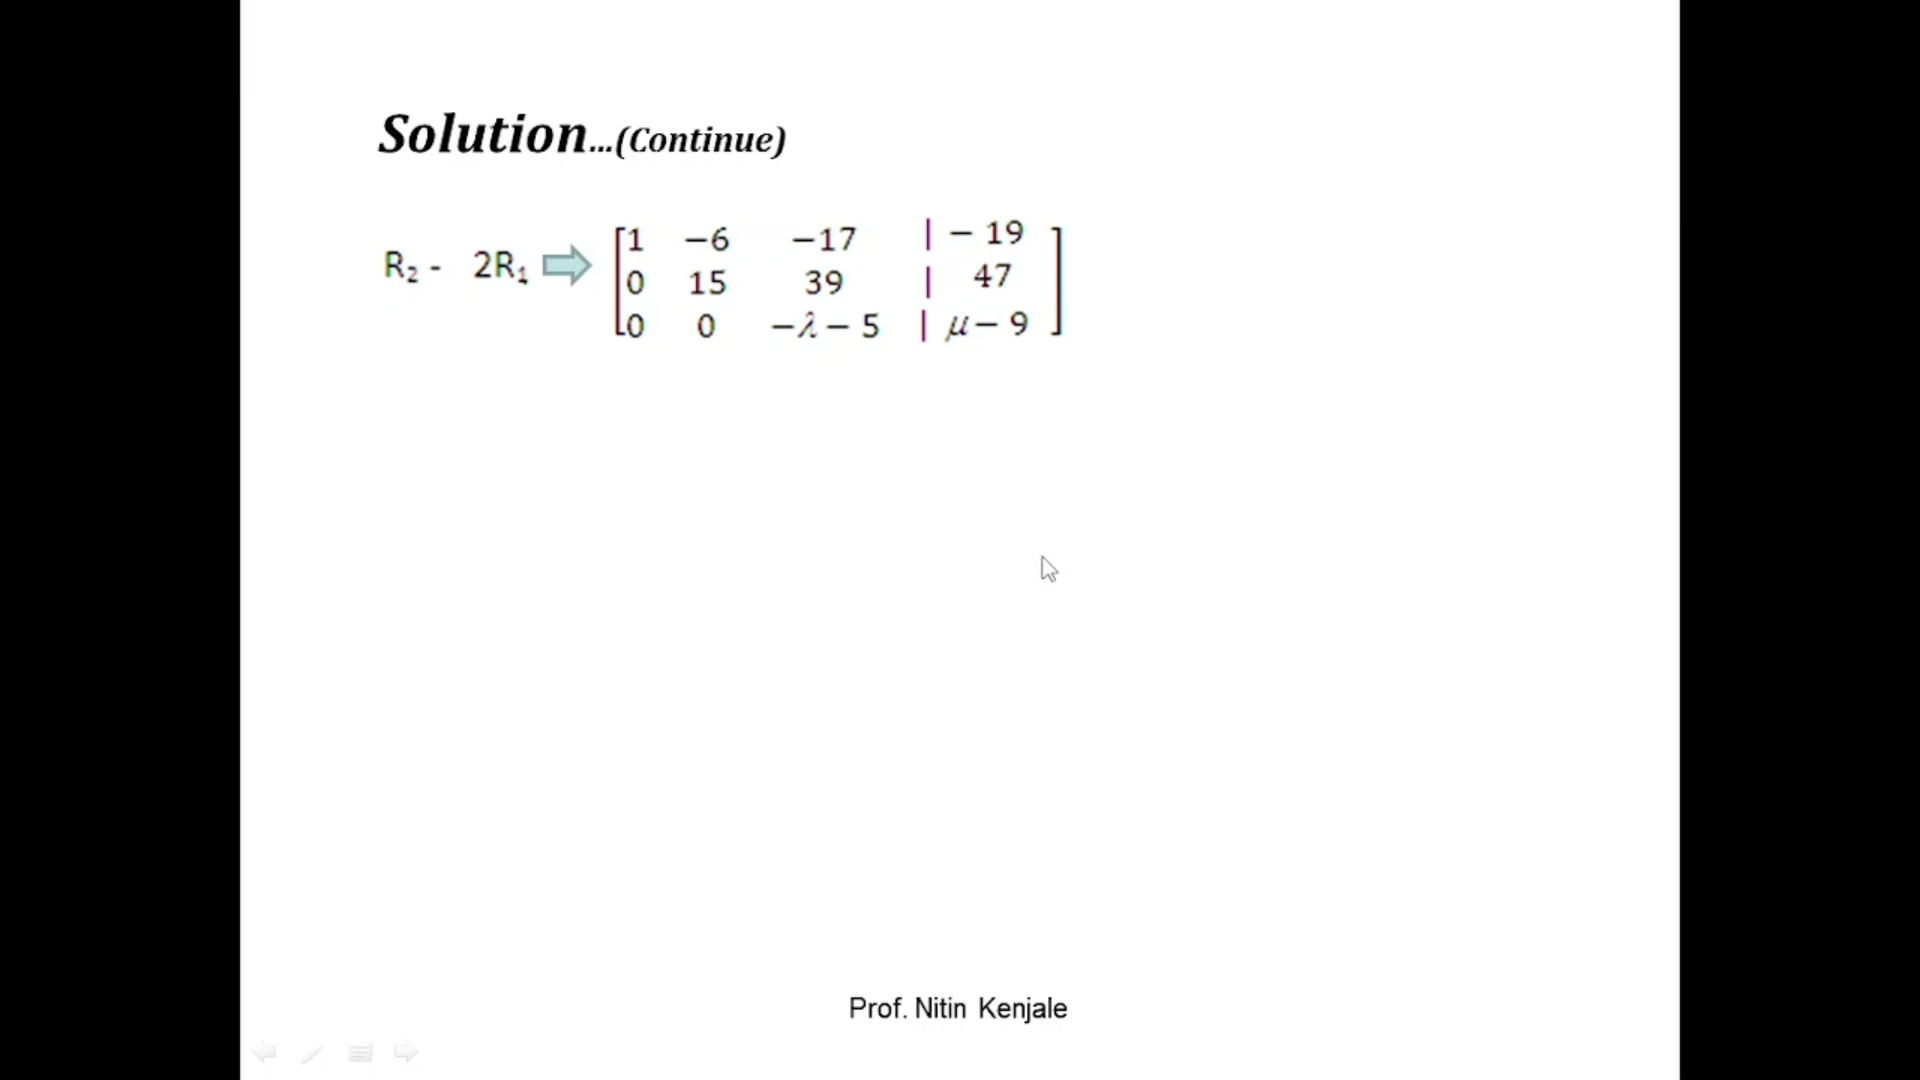 Solution...(Continue)
R₂ - 2R₁ ⇨ [1 −6 −17 | − 19]
[0 15 39 | 47]
[0 0 −λ − 5 | μ − 9]
Prof. Nitin Kenjale